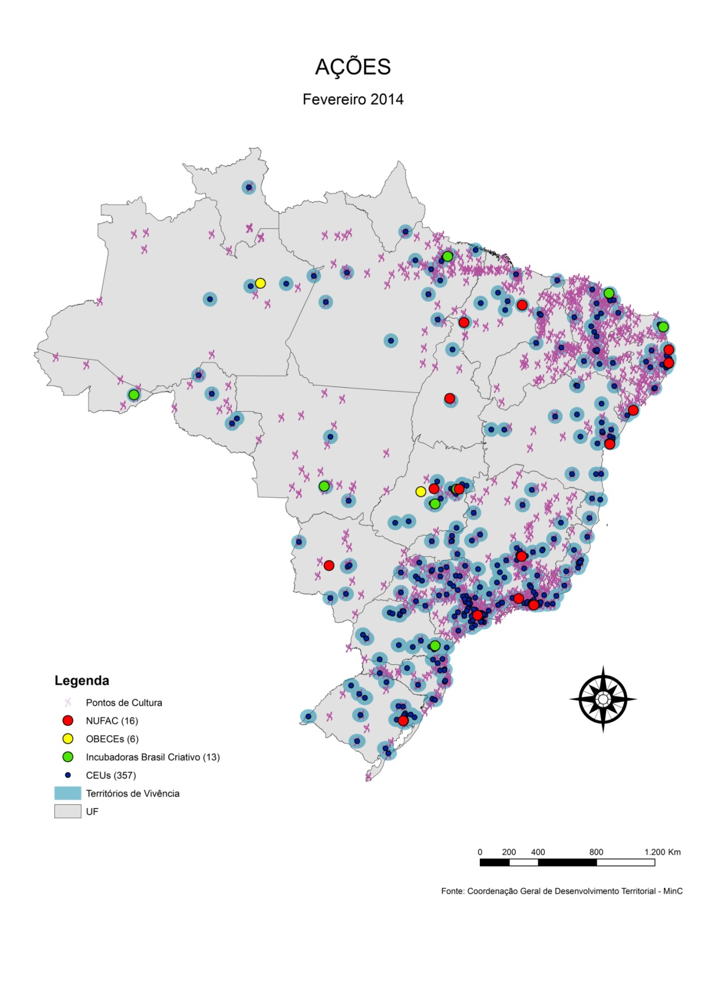 AÇÕES
Fevereiro 2014
Legenda
Pontos de Cultura
NUFAC (16)
OBECEs (6)
Incubadoras Brasil Criativo (13)
CEUs (357)
Territórios de Vivência
UF
0 200 400 800 1.200 Km
Fonte: Coordenação Geral de Desenvolvimento Territorial - MinC